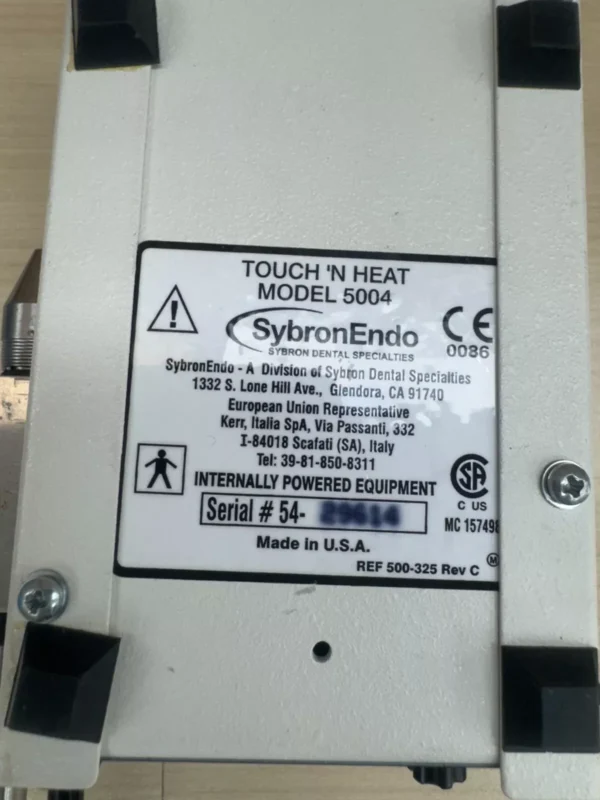 TOUCH 'N HEAT
MODEL 5004
SybronEndo
SYBRON DENTAL SPECIALTIES
CE
0086
SybronEndo - A Division of Sybron Dental Specialties
1332 S. Lone Hill Ave., Glendora, CA 91740
European Union Representative
Kerr, Italia SpA, Via Passanti, 332
I-84018 Scafati (SA), Italy
Tel: 39-81-850-8311
INTERNALLY POWERED EQUIPMENT
Serial # 54-
SA
C US
MC 157498
Made in U.S.A.
REF 500-325 Rev C
M